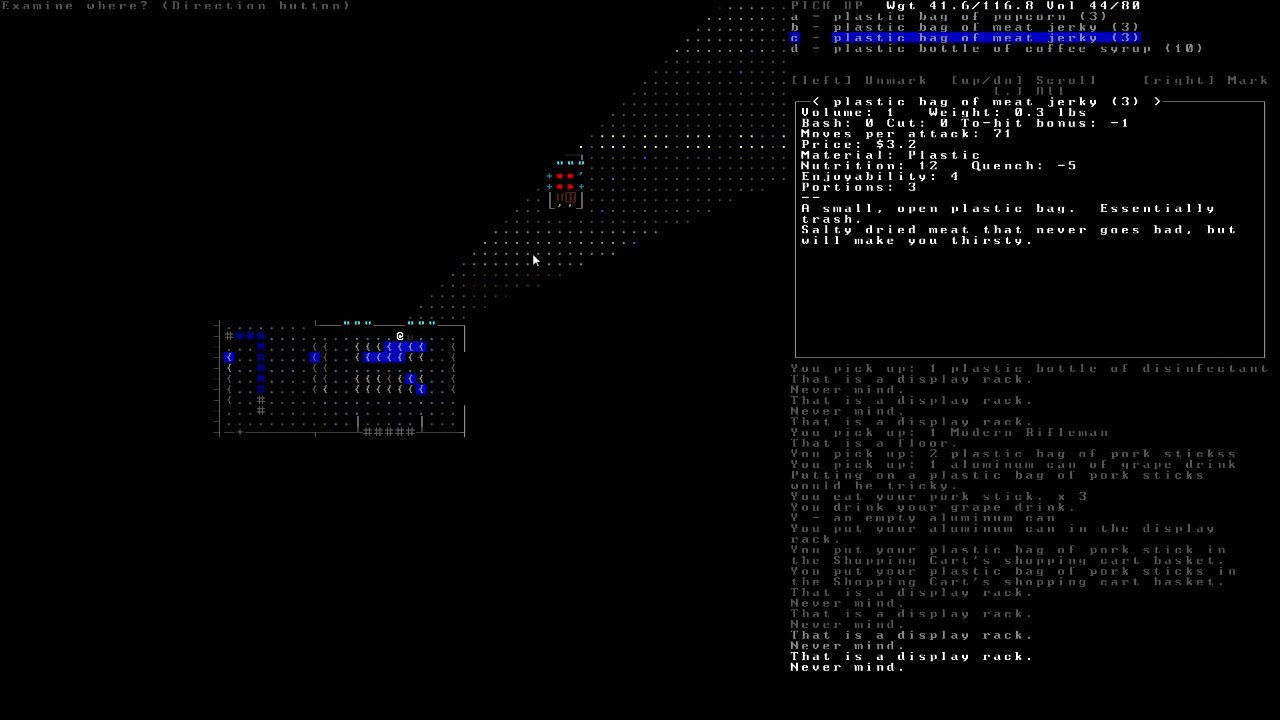 Examine where? (Direction button)
PICK UP  Wgt 41.6/116.8 Vol 44/80
a - plastic bag of popcorn (3)
b - plastic bag of meat jerky (3)
c - plastic bag of meat jerky (3)
d - plastic bottle of coffee syrup (10)
[left] Unmark  [up/dn] Scroll    [right] Mark
[,] All
< plastic bag of meat jerky (3) >
Volume: 1  Weight: 0.3 lbs
Bash: 0 Cut: 0 To-hit bonus: -1
Moves per attack: 71
Price: $3.2
Material: Plastic
Nutrition: 12  Quench: -5
Enjoyability: 4
Portions: 3
--
A small, open plastic bag.  Essentially
trash.
Salty dried meat that never goes bad, but
will make you thirsty.
You pick up: 1 plastic bottle of disinfectant
That is a display rack.
Never mind.
That is a display rack.
Never mind.
That is a display rack.
You pick up: 1 Modern Rifleman
That is a floor.
You pick up: 2 plastic bag of pork stickss
You pick up: 1 aluminum can of grape drink
Putting on a plastic bag of pork sticks
would be tricky.
You eat your pork stick. x 3
You drink your grape drink.
Y - an empty aluminum can
You put your aluminum can in the display
rack.
You put your plastic bag of pork stick in
the Shopping Cart's shopping cart basket.
You put your plastic bag of pork sticks in
the Shopping Cart's shopping cart basket.
That is a display rack.
Never mind.
That is a display rack.
Never mind.
That is a display rack.
Never mind.
That is a display rack.
Never mind.